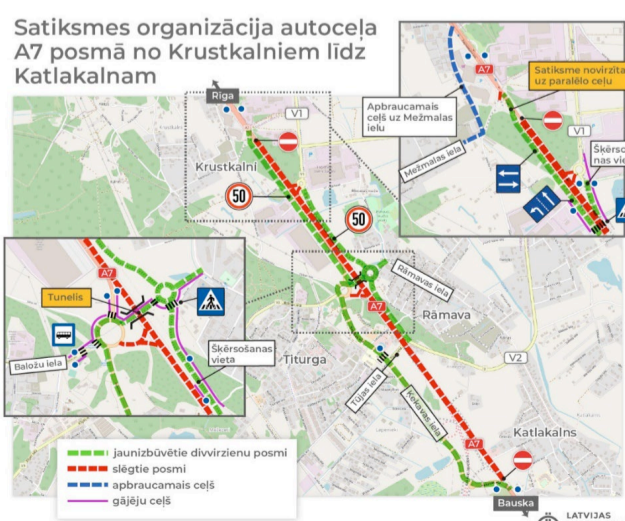 Satiksmes organizācija autoceļa
A7 posmā no Krustkalniem līdz
Katlakalnam
Rīga
V1
Krustkalni
50
50
A7
Satiksme novirzīta
uz paralēlo ceļu
Apbraucamais
ceļš uz Mežmalas
ielu
V1
Mežmalas iela
Šķērso
nas vie
A7
Tunelis
Baložu iela
Šķērsošanas
vieta
Rāmavas iela
A7
Rāmava
Titurga
V2
Tūjas iela
Ķekavas iela
Katlakalns
A7
Bauska
jaunizbūvētie divvirzienu posmi
slēgtie posmi
apbraucamais ceļš
gājēju ceļš
LATVIJAS